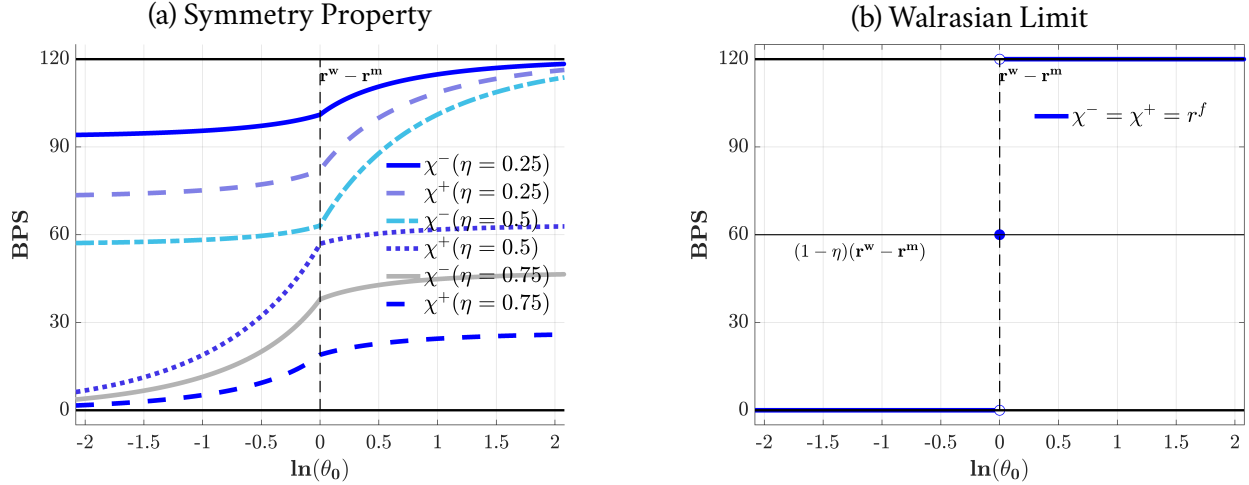 (a) Symmetry Property
BPS
120
90
60
30
0
r^w − r^m
χ^−(η = 0.25)
χ^+(η = 0.25)
χ^−(η = 0.5)
χ^+(η = 0.5)
χ^−(η = 0.75)
χ^+(η = 0.75)
-2 -1.5 -1 -0.5 0 0.5 1 1.5 2
ln(θ_0)
(b) Walrasian Limit
BPS
120
90
60
30
0
r^w − r^m
χ^− = χ^+ = r^f
(1 − η)(r^w − r^m)
-2 -1.5 -1 -0.5 0 0.5 1 1.5 2
ln(θ_0)